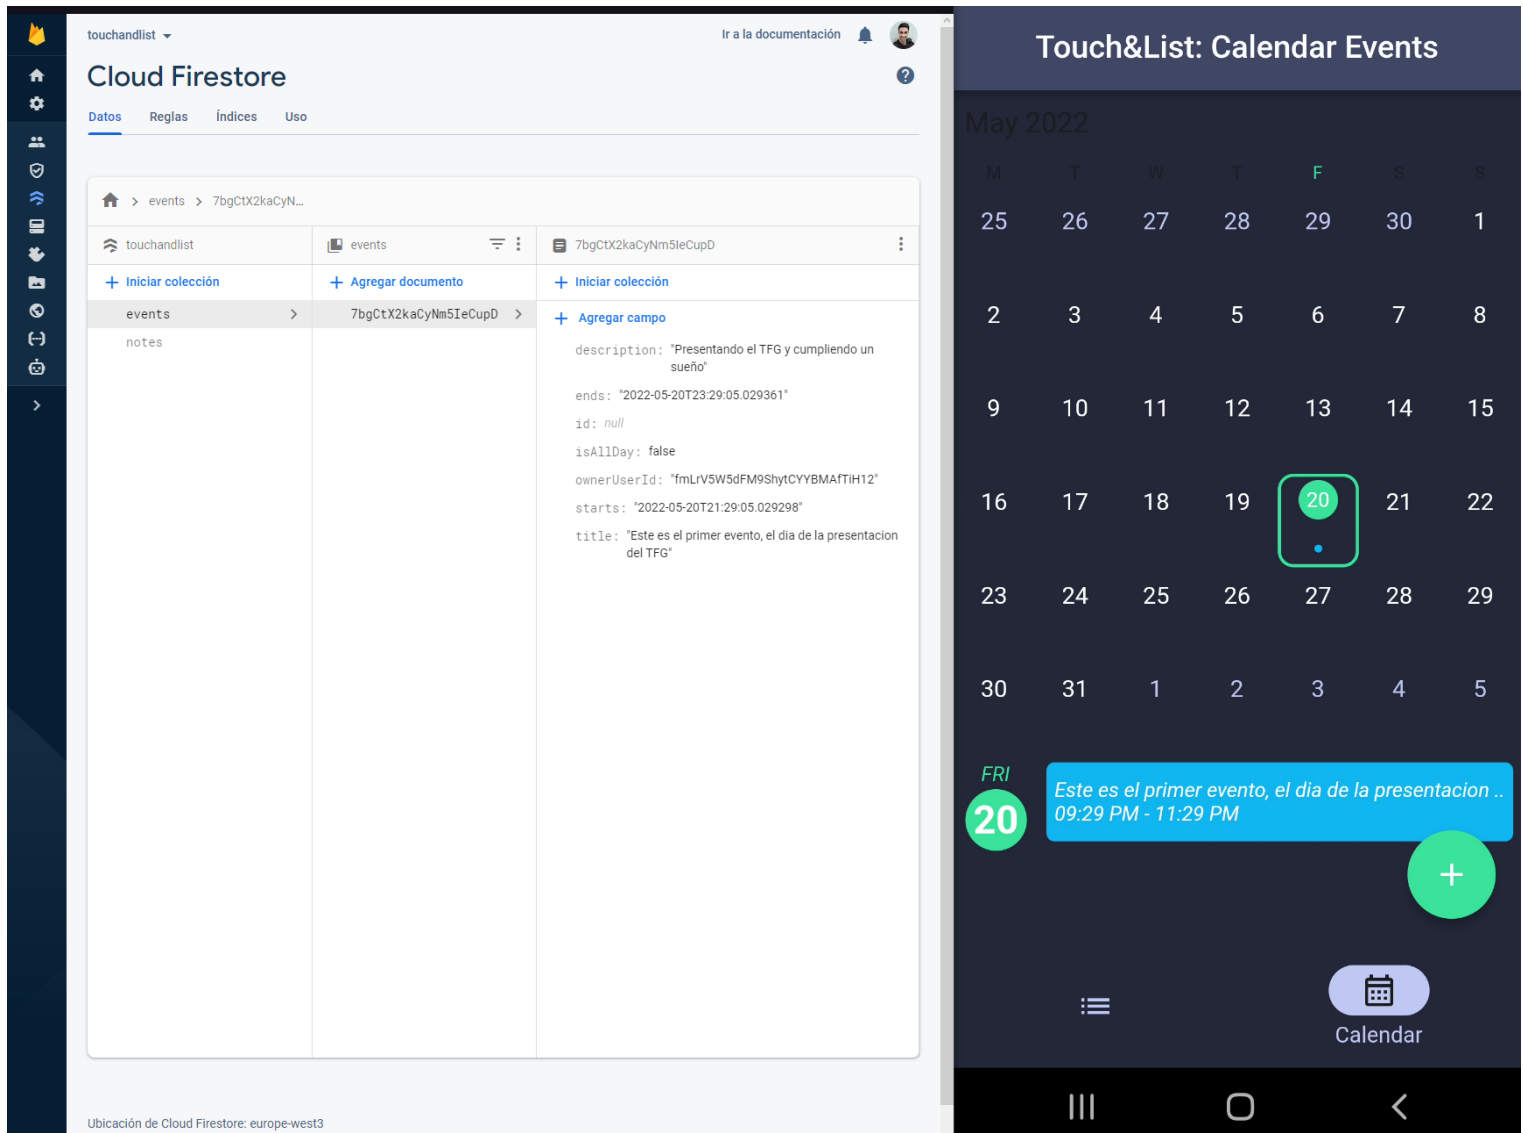 touchandlist
Ir a la documentación
Cloud Firestore
Datos Reglas Índices Uso
events > 7bgCtX2kaCyN...
touchandlist
events
7bgCtX2kaCyNm5IeCupD
+ Iniciar colección
+ Agregar documento
+ Iniciar colección
events
notes
7bgCtX2kaCyNm5IeCupD
+ Agregar campo
description: "Presentando el TFG y cumpliendo un
sueño"
ends: "2022-05-20T23:29:05.029361"
id: null
isAllDay: false
ownerUserId: "fmLrV5W5dFM9ShytCYYBMAfTiH12"
starts: "2022-05-20T21:29:05.029298"
title: "Este es el primer evento, el dia de la presentacion
del TFG"
Ubicación de Cloud Firestore: europe-west3
Touch&List: Calendar Events
May 2022
M T W T F S S
25 26 27 28 29 30 1
2 3 4 5 6 7 8
9 10 11 12 13 14 15
16 17 18 19 20 21 22
23 24 25 26 27 28 29
30 31 1 2 3 4 5
FRI
20
Este es el primer evento, el dia de la presentacion ..
09:29 PM - 11:29 PM
+
Calendar